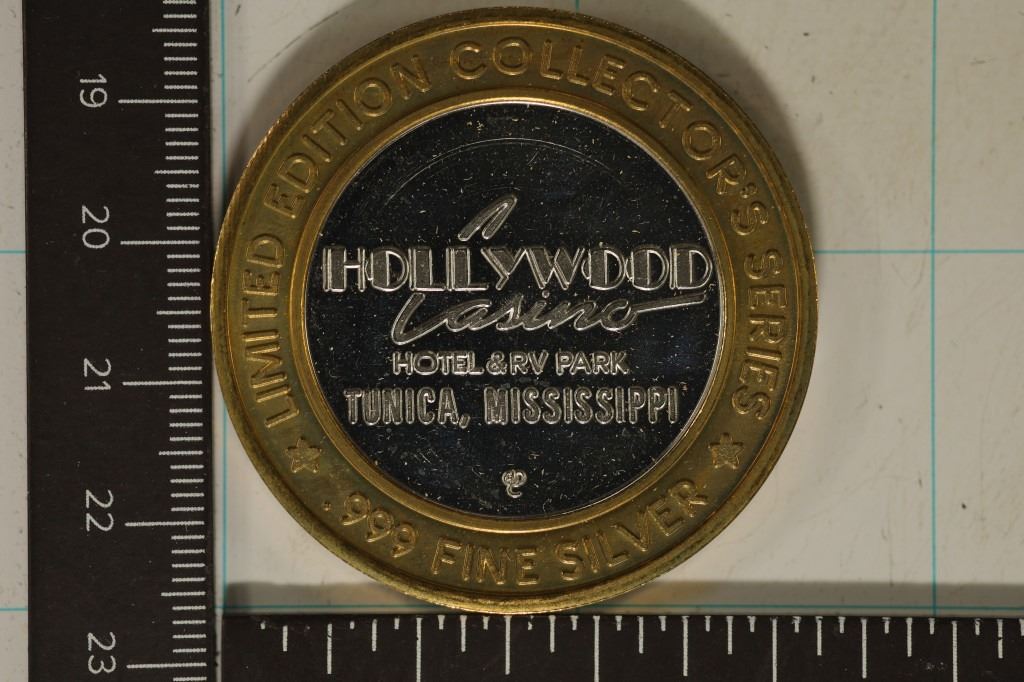 LIMITED EDITION COLLECTOR'S SERIES
HOLLYWOOD
Casino
HOTEL & RV PARK
TUNICA, MISSISSIPPI
.999 FINE SILVER
19
20
21
22
23